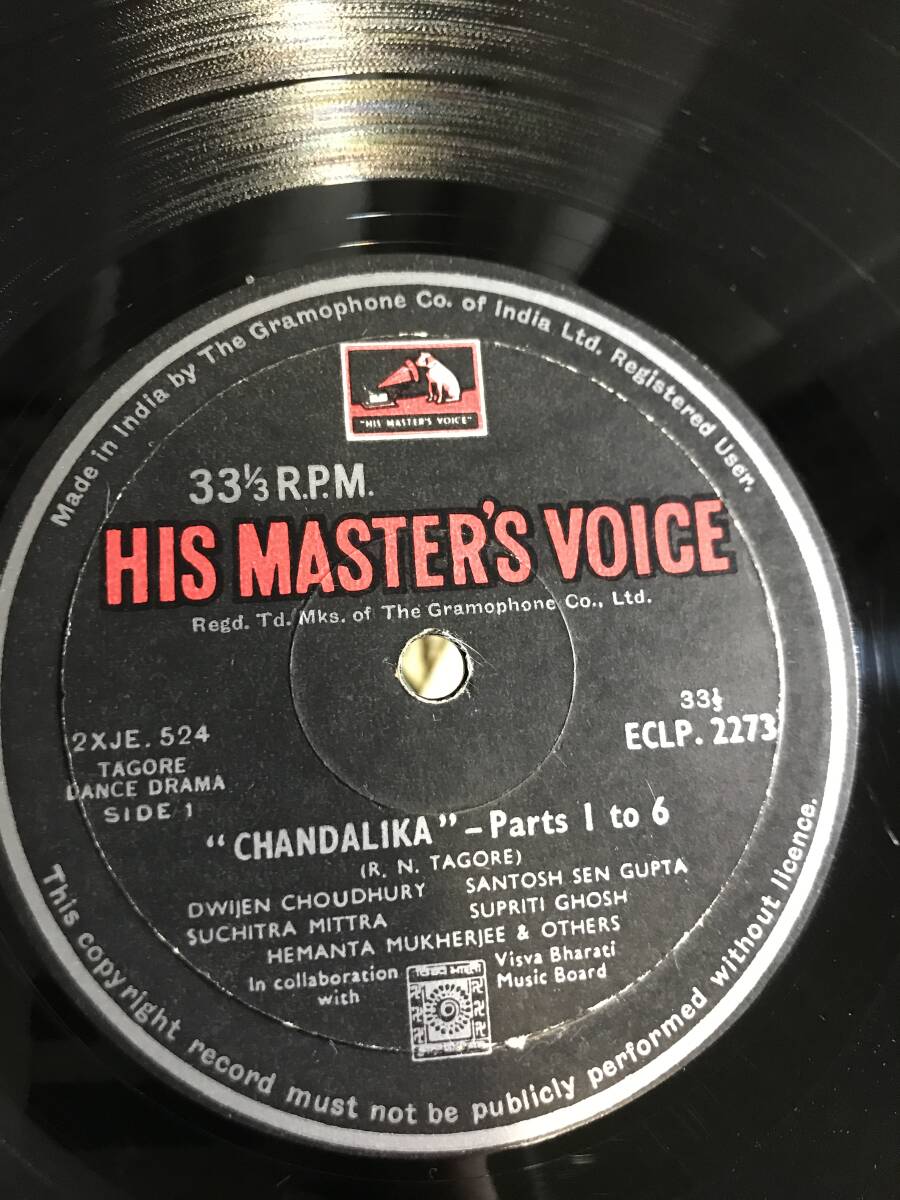 Made in India by The Gramophone Co. of India Ltd. Registered User.
"HIS MASTER'S VOICE"
33⅓ R.P.M.
HIS MASTER'S VOICE
Regd. Td. Mks. of The Gramophone Co., Ltd.
33⅓
ECLP. 2273
2XJE. 524
TAGORE
DANCE DRAMA
SIDE 1
"CHANDALIKA" – Parts 1 to 6
(R. N. TAGORE)
DWIJEN CHOUDHURY SANTOSH SEN GUPTA
SUCHITRA MITTRA SUPRITI GHOSH
HEMANTA MUKHERJEE & OTHERS
In collaboration with
Visva Bharati
Music Board
This copyright record must not be publicly performed without licence.